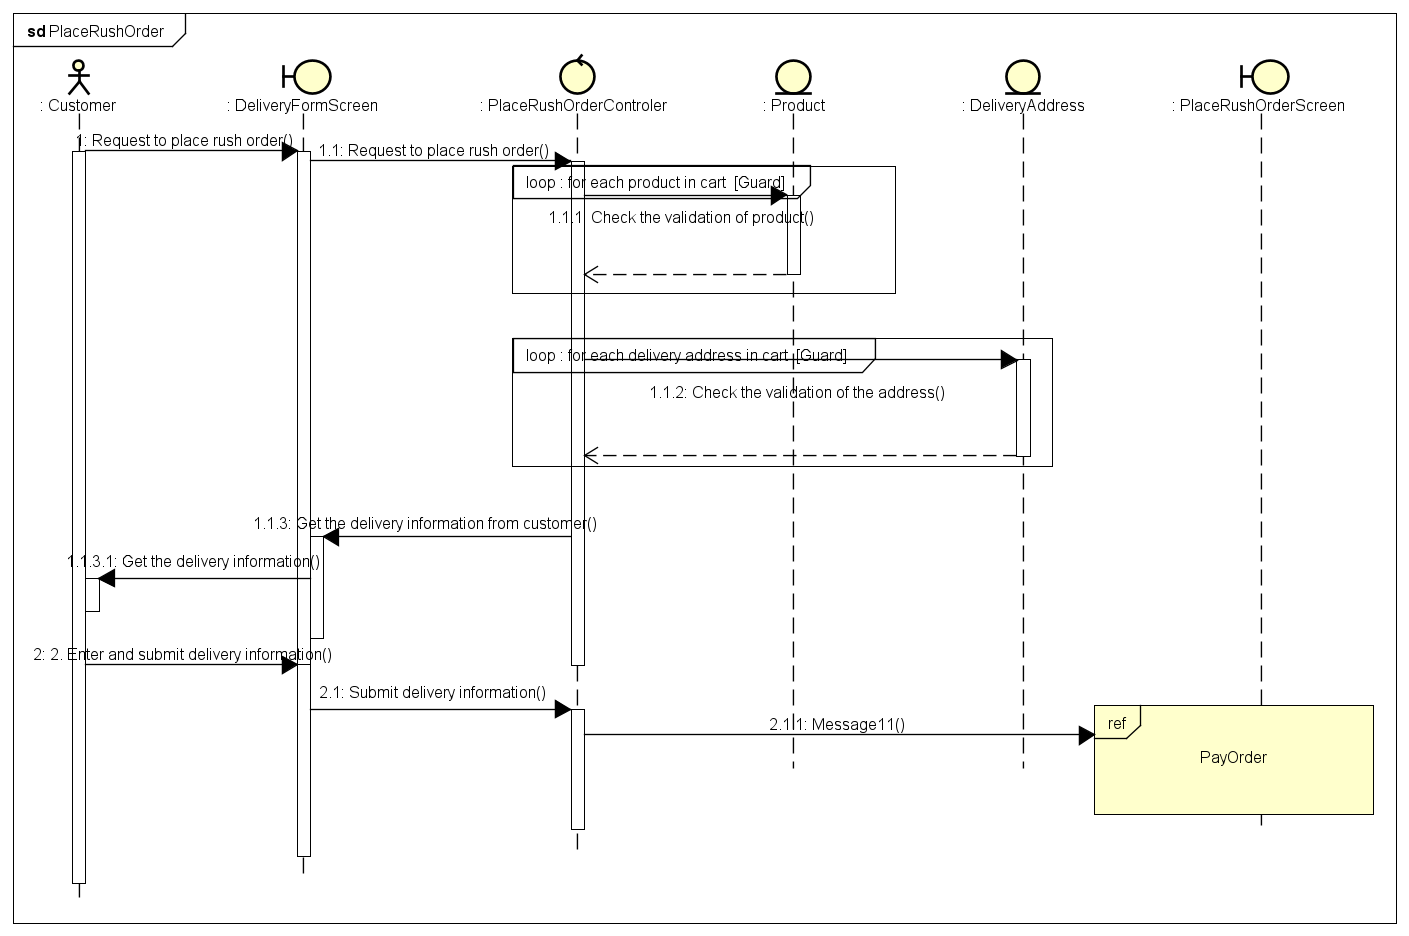 sd PlaceRushOrder
: Customer
: DeliveryFormScreen
: PlaceRushOrderControler
: Product
: DeliveryAddress
: PlaceRushOrderScreen
1: Request to place rush order()
1.1: Request to place rush order()
loop : for each product in cart [Guard]
1.1.1: Check the validation of product()
loop : for each delivery address in cart [Guard]
1.1.2: Check the validation of the address()
1.1.3: Get the delivery information from customer()
1.1.3.1: Get the delivery information()
2: 2. Enter and submit delivery information()
2.1: Submit delivery information()
2.1.1: Message11()
ref
PayOrder